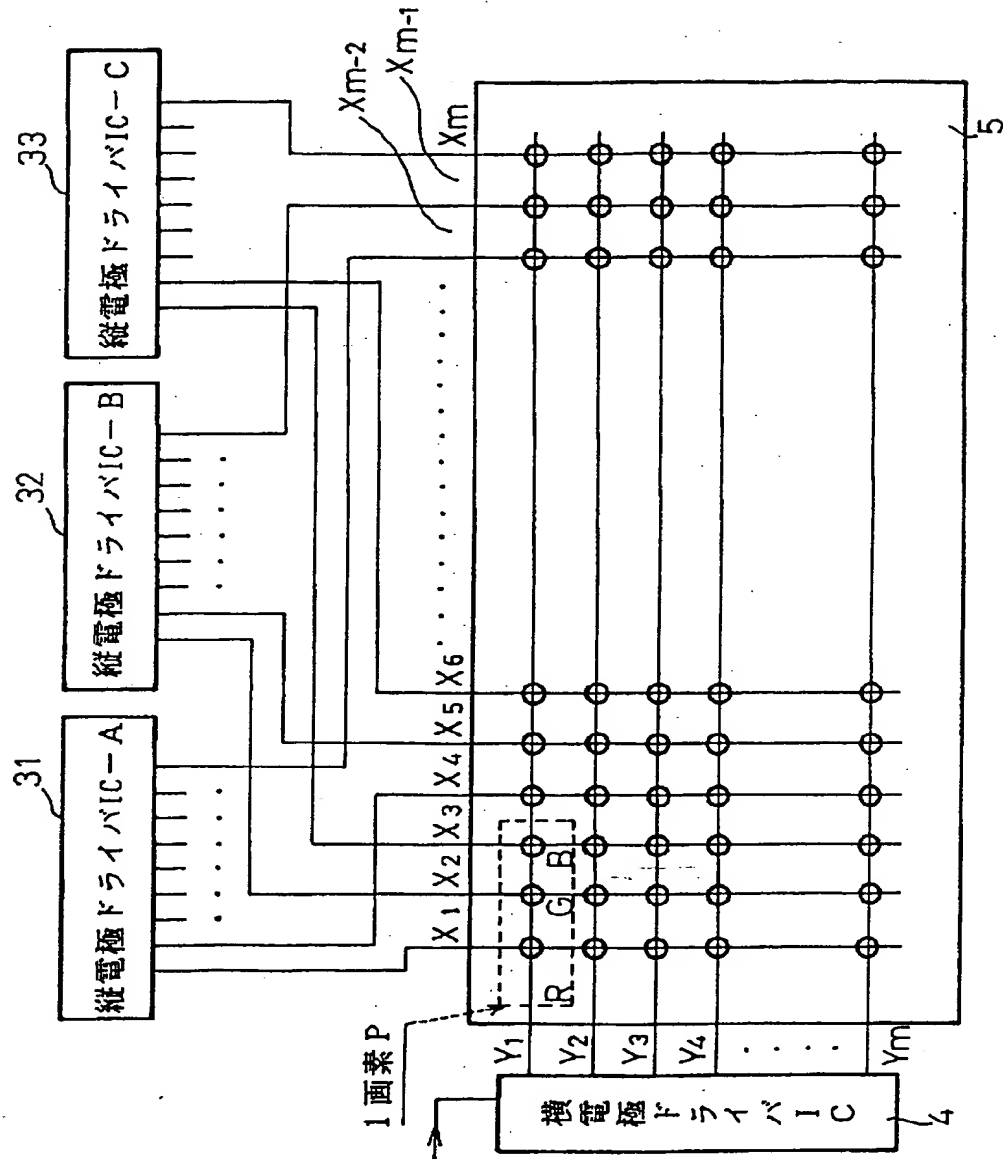 31
32
33
縦電極ドライバIC-A
縦電極ドライバIC-B
縦電極ドライバIC-C
Xm-2
Xm-1
X1
X2
X3
X4
X5
X6
Xm
1画素P
R
G
B
Y1
Y2
Y3
Y4
Ym
横電極ドライバIC
4
5